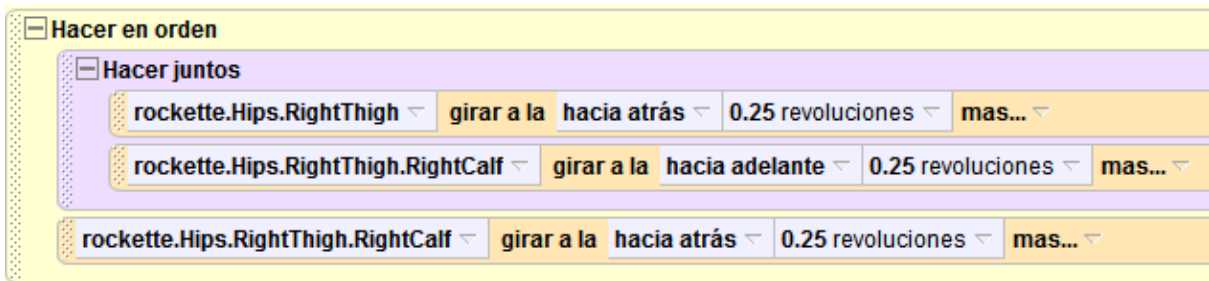 Hacer en orden
Hacer juntos
rockette.Hips.RightThigh girar a la hacia atrás 0.25 revoluciones mas...
rockette.Hips.RightThigh.RightCalf girar a la hacia adelante 0.25 revoluciones mas...
rockette.Hips.RightThigh.RightCalf girar a la hacia atrás 0.25 revoluciones mas...